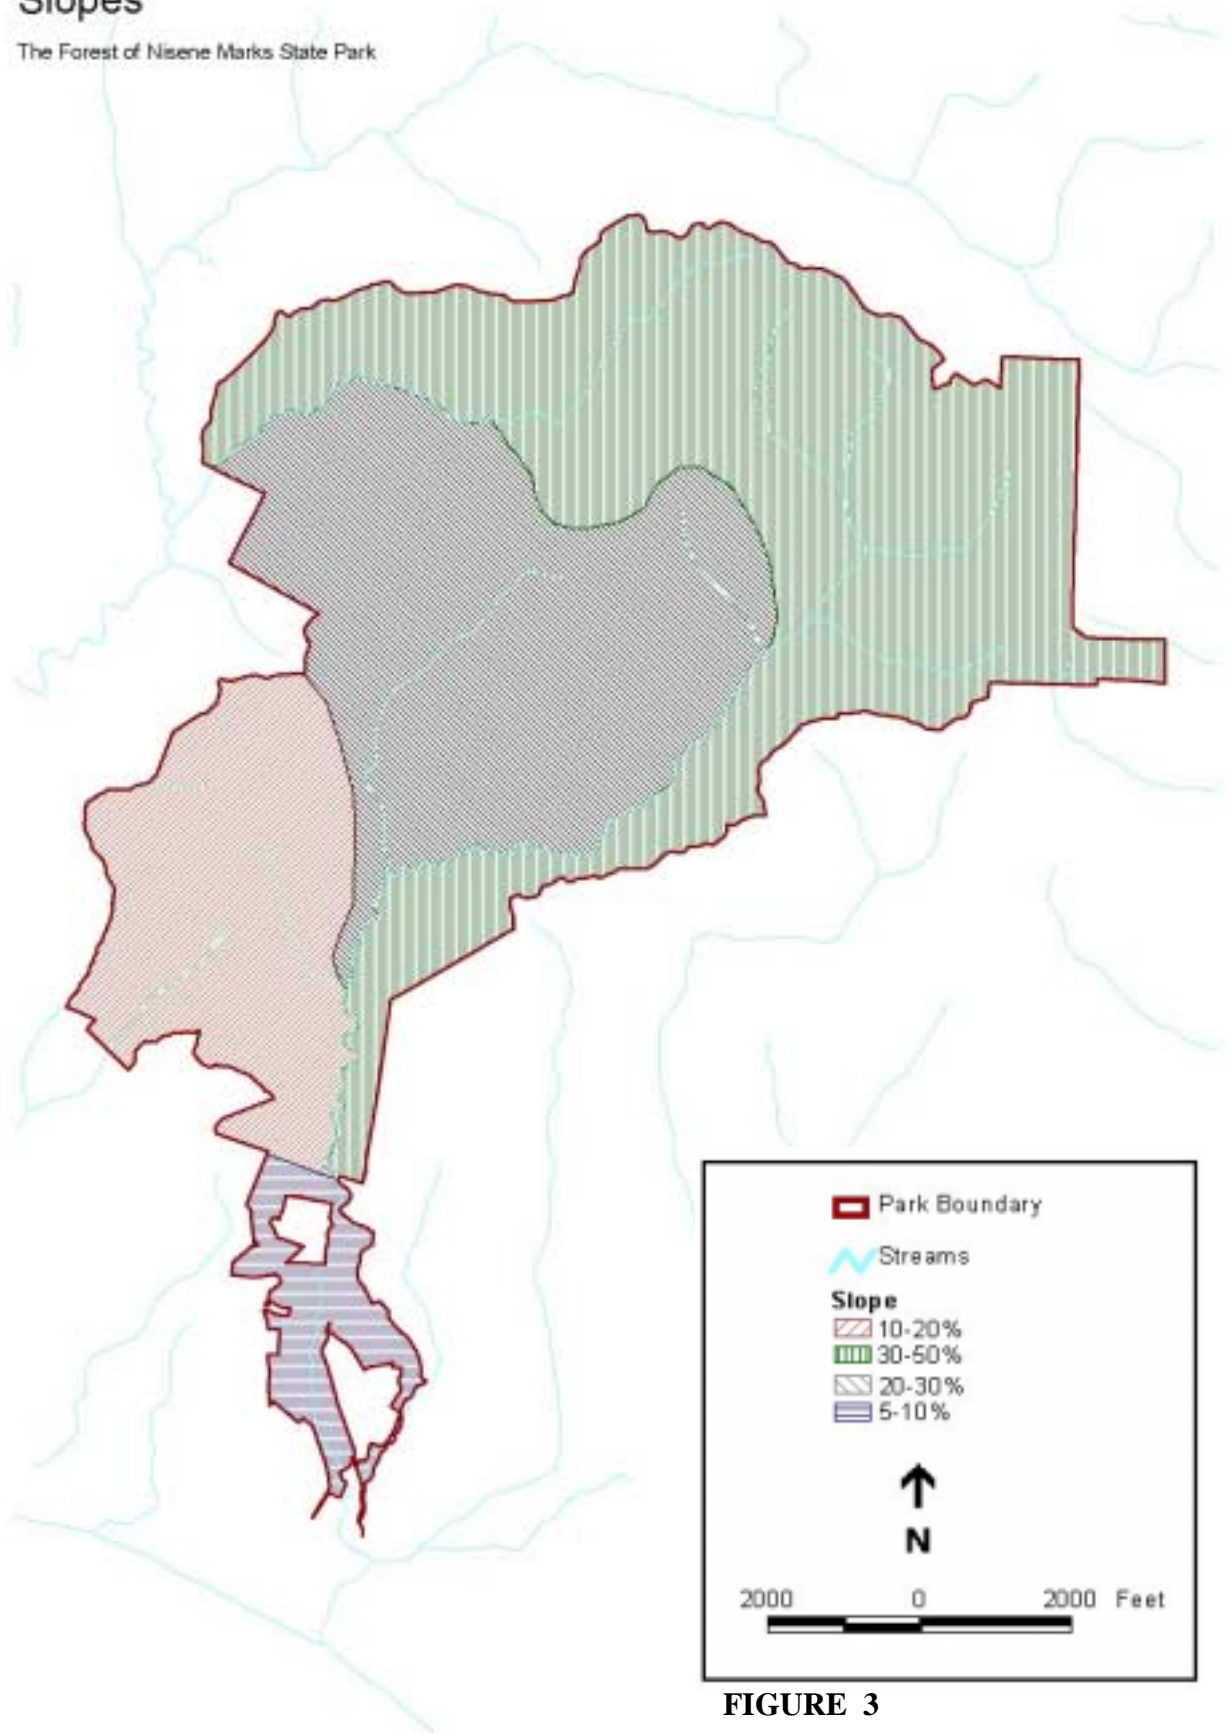 Slopes
The Forest of Nisene Marks State Park
Park Boundary
Streams
Slope
10-20%
30-50%
20-30%
5-10%
N
2000 0 2000 Feet
FIGURE 3